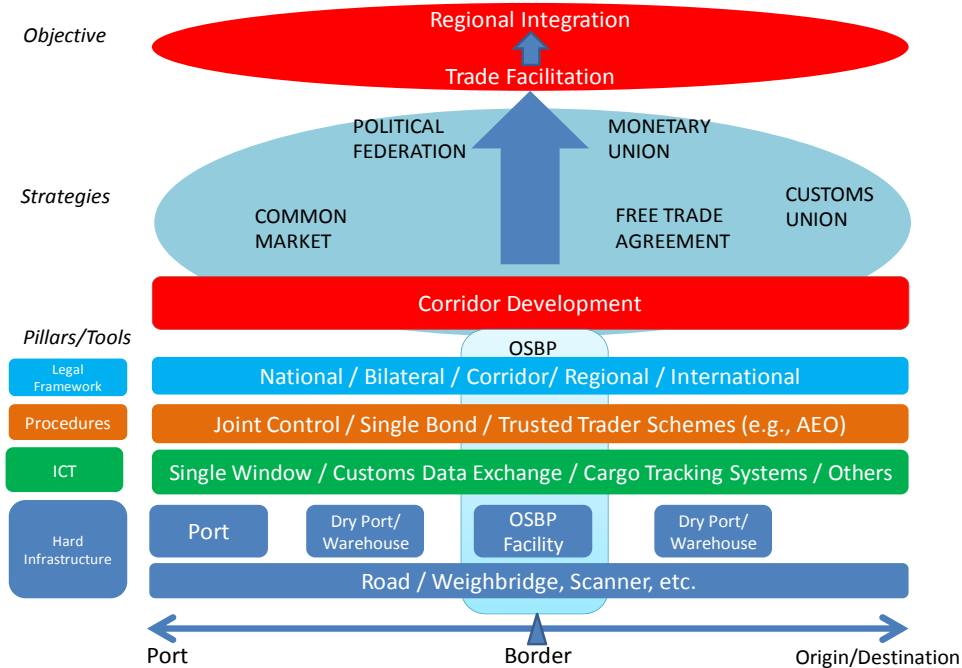 Objective
Regional Integration
Trade Facilitation
Strategies
POLITICAL
FEDERATION
MONETARY
UNION
COMMON
MARKET
FREE TRADE
AGREEMENT
CUSTOMS
UNION
Corridor Development
Pillars/Tools
OSBP
Legal
Framework
National / Bilateral / Corridor/ Regional / International
Procedures
Joint Control / Single Bond / Trusted Trader Schemes (e.g., AEO)
ICT
Single Window / Customs Data Exchange / Cargo Tracking Systems / Others
Hard
Infrastructure
Port
Dry Port/
Warehouse
OSBP
Facility
Dry Port/
Warehouse
Road / Weighbridge, Scanner, etc.
Port
Border
Origin/Destination